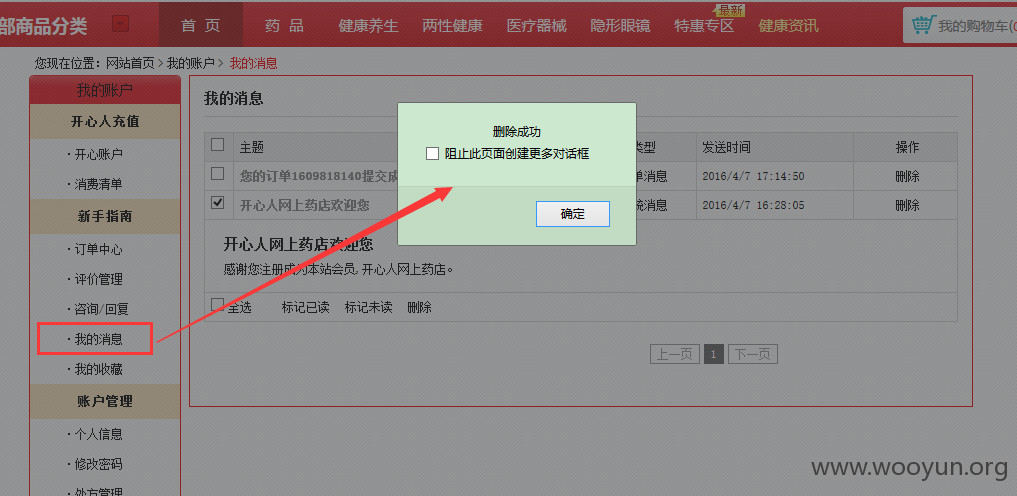 部商品分类 首 页 药 品 健康养生 两性健康 医疗器械 隐形眼镜 特惠专区 最新 健康资讯 我的购物车(
您现在位置: 网站首页 > 我的账户 > 我的消息
我的账户
开心人充值
· 开心账户
· 消费清单
新手指南
· 订单中心
· 评价管理
· 咨询/回复
· 我的消息
· 我的收藏
账户管理
· 个人信息
· 修改密码
· 处方管理
我的消息
主题 类型 发送时间 操作
您的订单1609818140提交成 单消息 2016/4/7 17:14:50 删除
开心人网上药店欢迎您 统消息 2016/4/7 16:28:05 删除
开心人网上药店欢迎您
感谢您注册成为本站会员,开心人网上药店。
全选 标记已读 标记未读 删除
上一页 1 下一页
删除成功
阻止此页面创建更多对话框
确定
www.wooyun.org